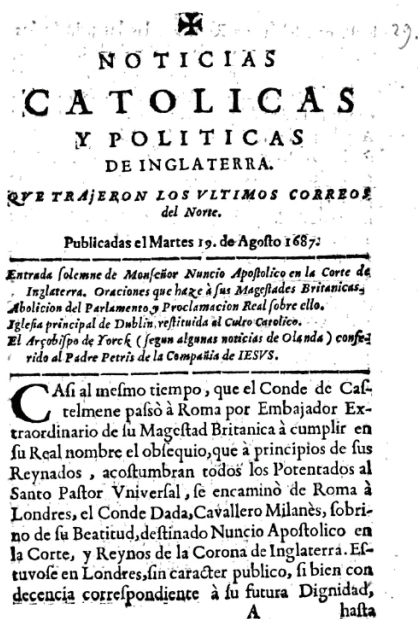 29.
NOTICIAS
CATOLICAS
Y POLITICAS
DE INGLATERRA.
QVE TRAJERON LOS VLTIMOS CORREOS
del Norte.
Publicadas el Martes 19. de Agoſto 1687.
Entrada ſolemne de Monſeñor Nuncio Apoſtolico en la Corte de
Inglaterra. Oraciones que haze à ſus Mageſtades Britanicas,
Abolicion del Parlamento, y Proclamacion Real ſobre ello.
Igleſia principal de Dublin, reſtituida al Culto Catolico.
El Arçobiſpo de Yorck (ſegun algunas noticias de Olanda) confe-
rido al Padre Petris de la Compañia de IESVS.
CAſi al meſmo tiempo, que el Conde de Caſ-
telmene paſsò à Roma por Embajador Ex-
traordinario de ſu Mageſtad Britanica à cumplir en
ſu Real nombre el obſequio, que à principios de ſus
Reynados, acoſtumbran todos los Potentados al
Santo Paſtor Vniverſal, ſe encaminò de Roma à
Londres, el Conde Dada, Cavallero Milanès, ſobri-
no de ſu Beatitud, deſtinado Nuncio Apoſtolico en
la Corte, y Reynos de la Corona de Inglaterra. Eſ-
tuvoſe en Londres, ſin caracter publico, ſi bien con
decencia correſpondiente à ſu futura Dignidad,
A haſta